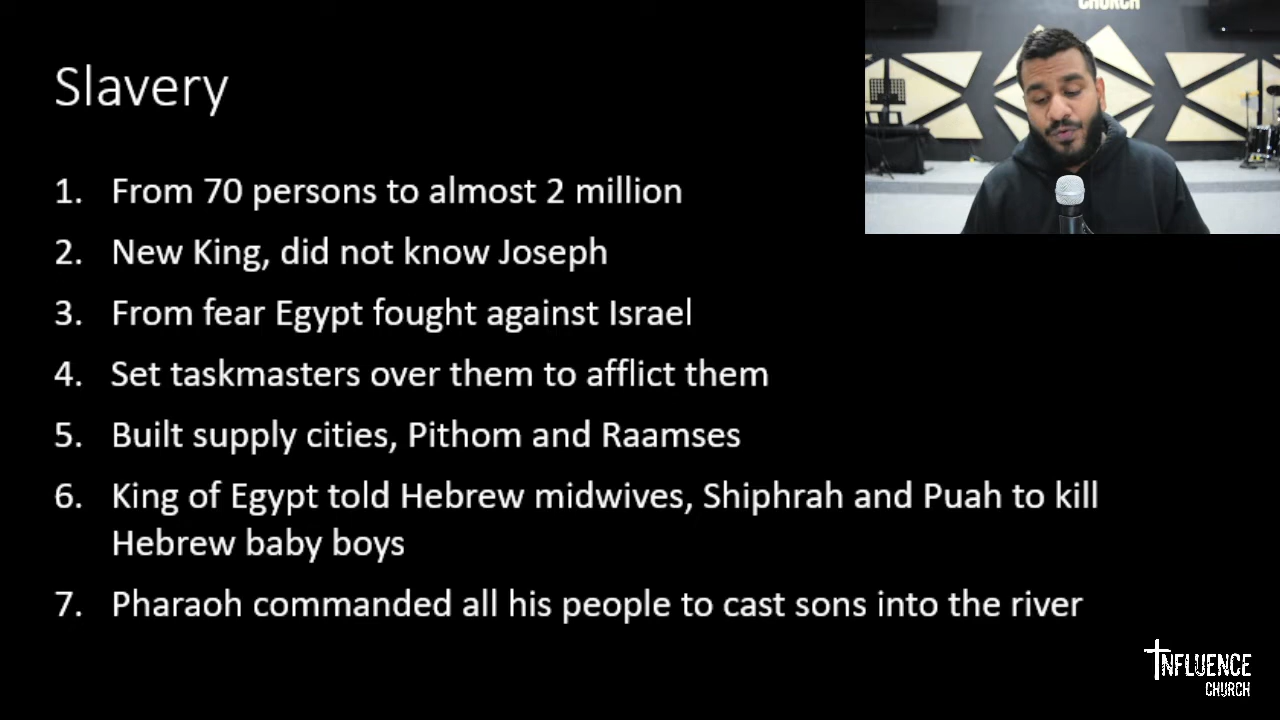 CHURCH
Slavery
1. From 70 persons to almost 2 million
2. New King, did not know Joseph
3. From fear Egypt fought against Israel
4. Set taskmasters over them to afflict them
5. Built supply cities, Pithom and Raamses
6. King of Egypt told Hebrew midwives, Shiphrah and Puah to kill
Hebrew baby boys
7. Pharaoh commanded all his people to cast sons into the river
INFLUENCE
CHURCH